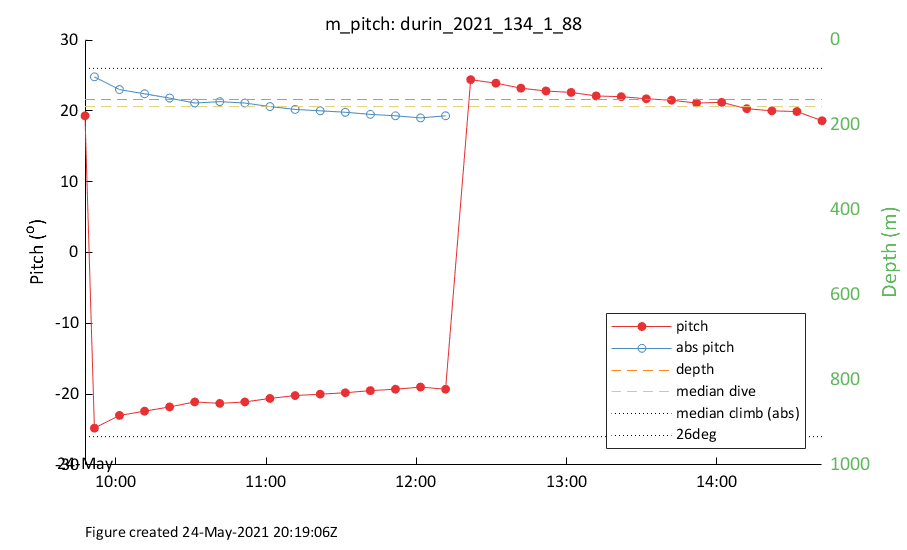 m_pitch: durin_2021_134_1_88
30
20
10
0
-10
-20
-30
Pitch (°)
0
200
400
600
800
1000
Depth (m)
pitch
abs pitch
depth
median dive
median climb (abs)
26deg
24-May
10:00 11:00 12:00 13:00 14:00
Figure created 24-May-2021 20:19:06Z